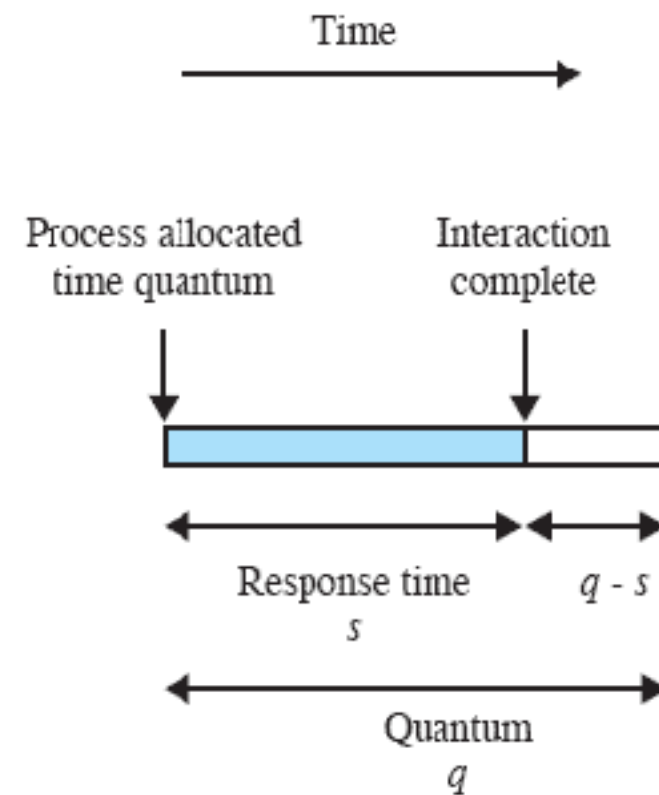 Time
Process allocated
time quantum
Interaction
complete
Response time
s
q - s
Quantum
q